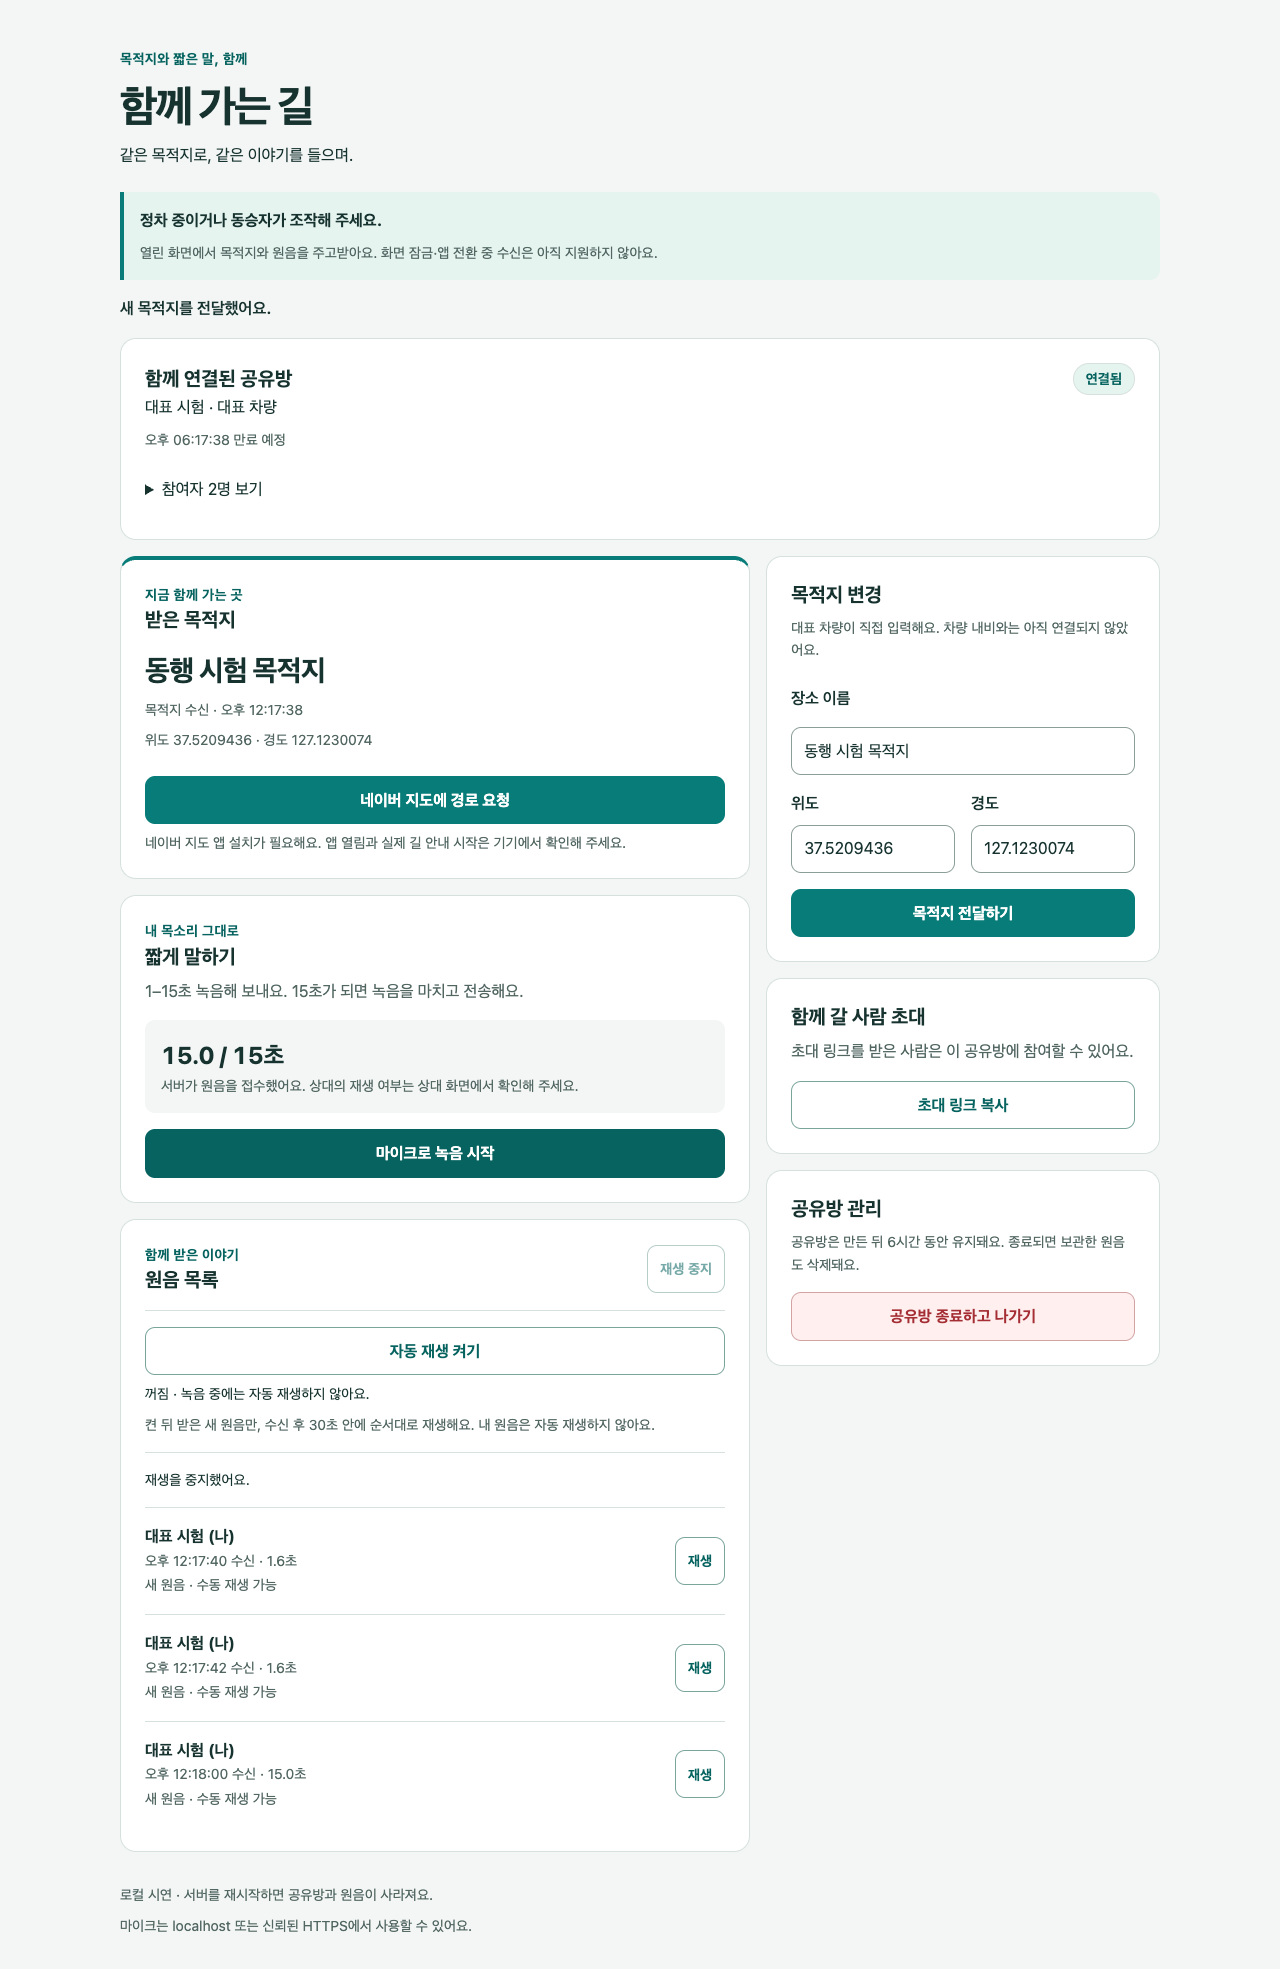 목적지와 짧은 말, 함께
함께 가는 길
같은 목적지로, 같은 이야기를 들으며.
정차 중이거나 동승자가 조작해 주세요.
열린 화면에서 목적지와 원음을 주고받아요. 화면 잠금·앱 전환 중 수신은 아직 지원하지 않아요.
새 목적지를 전달했어요.
함께 연결된 공유방
연결됨
대표 시험 · 대표 차량
오후 06:17:38 만료 예정
▶ 참여자 2명 보기
지금 함께 가는 곳
받은 목적지
동행 시험 목적지
목적지 수신 · 오후 12:17:38
위도 37.5209436 · 경도 127.1230074
네이버 지도에 경로 요청
네이버 지도 앱 설치가 필요해요. 앱 열림과 실제 길 안내 시작은 기기에서 확인해 주세요.
내 목소리 그대로
짧게 말하기
1–15초 녹음해 보내요. 15초가 되면 녹음을 마치고 전송해요.
15.0 / 15초
서버가 원음을 접수했어요. 상대의 재생 여부는 상대 화면에서 확인해 주세요.
마이크로 녹음 시작
함께 받은 이야기
원음 목록
재생 중지
자동 재생 켜기
꺼짐 · 녹음 중에는 자동 재생하지 않아요.
켠 뒤 받은 새 원음만, 수신 후 30초 안에 순서대로 재생해요. 내 원음은 자동 재생하지 않아요.
재생을 중지했어요.
대표 시험 (나)
오후 12:17:40 수신 · 1.6초
새 원음 · 수동 재생 가능
재생
대표 시험 (나)
오후 12:17:42 수신 · 1.6초
새 원음 · 수동 재생 가능
재생
대표 시험 (나)
오후 12:18:00 수신 · 15.0초
새 원음 · 수동 재생 가능
재생
목적지 변경
대표 차량이 직접 입력해요. 차량 내비와는 아직 연결되지 않았
어요.
장소 이름
동행 시험 목적지
위도
경도
37.5209436
127.1230074
목적지 전달하기
함께 갈 사람 초대
초대 링크를 받은 사람은 이 공유방에 참여할 수 있어요.
초대 링크 복사
공유방 관리
공유방은 만든 뒤 6시간 동안 유지돼요. 종료되면 보관한 원음
도 삭제돼요.
공유방 종료하고 나가기
로컬 시연 · 서버를 재시작하면 공유방과 원음이 사라져요.
마이크는 localhost 또는 신뢰된 HTTPS에서 사용할 수 있어요.